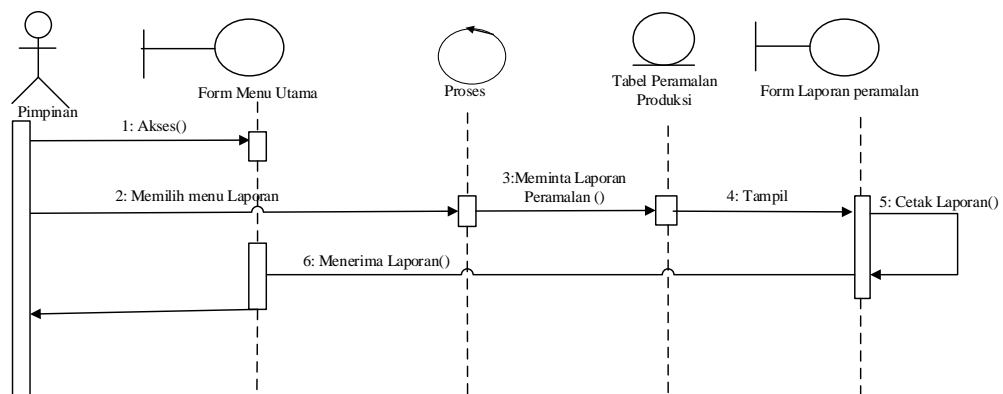 Pimpinan
Form Menu Utama
Proses
Tabel Peramalan
Produksi
Form Laporan peramalan
1: Akses()
2: Memilih menu Laporan
3:Meminta Laporan
Peramalan ()
4: Tampil
5: Cetak Laporan()
6: Menerima Laporan()